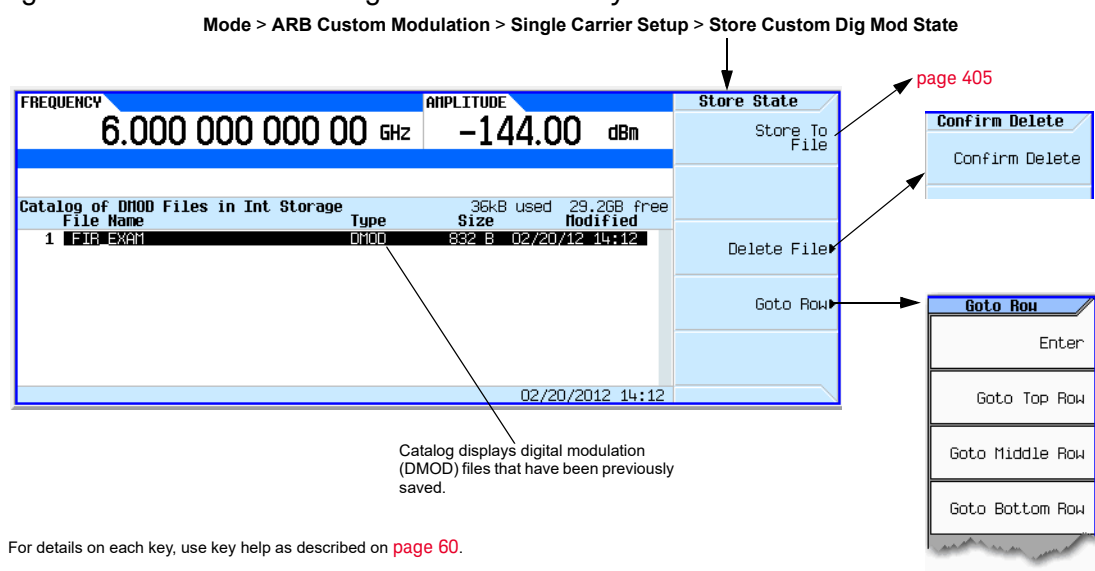 Mode > ARB Custom Modulation > Single Carrier Setup > Store Custom Dig Mod State
page 405
FREQUENCY
AMPLITUDE
6.000 000 000 00 GHz
-144.00 dBm
Catalog of DMOD Files in Int Storage
36kB used 29.2GB free
File Name Type Size Modified
1 FIR_EXAM DMOD 832 B 02/20/12 14:12
02/20/2012 14:12
Store State
Store To
File
Delete File
Goto Row
Confirm Delete
Confirm Delete
Goto Row
Enter
Goto Top Row
Goto Middle Row
Goto Bottom Row
Catalog displays digital modulation
(DMOD) files that have been previously
saved.
For details on each key, use key help as described on page 60.